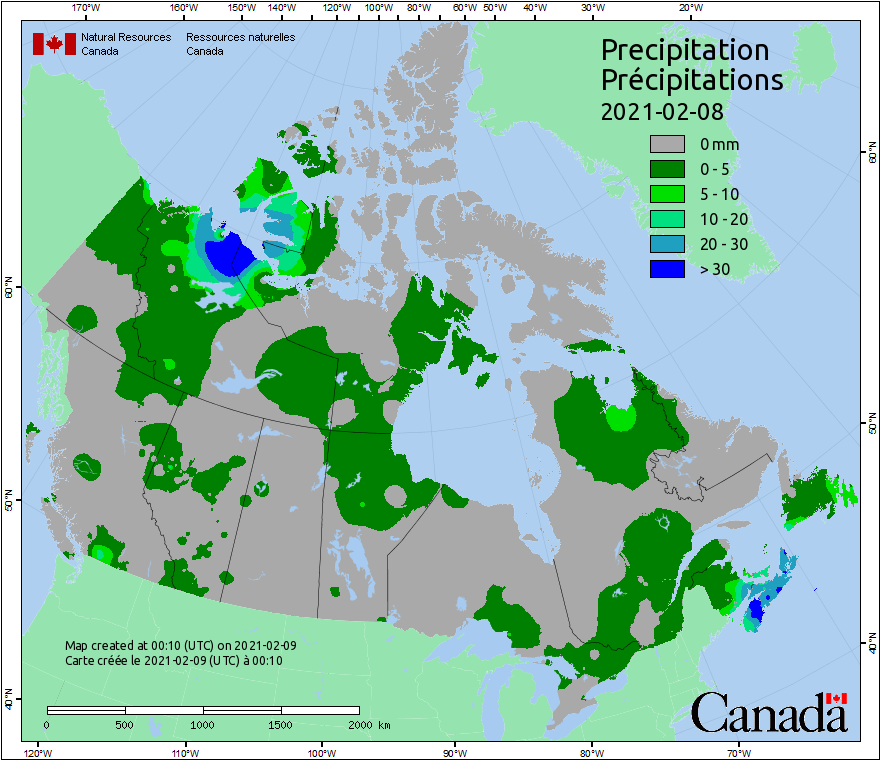 170°W 160°W 150°W 140°W 120°W 100°W 80°W 60°W 50°W 40°W 30°W 20°W
Natural Resources Ressources naturelles
Canada Canada
Precipitation
Précipitations
2021-02-08
0 mm
0 - 5
5 - 10
10 - 20
20 - 30
> 30
60°N
60°N
50°N
50°N
40°N
40°N
Map created at 00:10 (UTC) on 2021-02-09
Carte créée le 2021-02-09 (UTC) à 00:10
0 500 1000 1500 2000 km
Canada
120°W 110°W 100°W 90°W 80°W 70°W